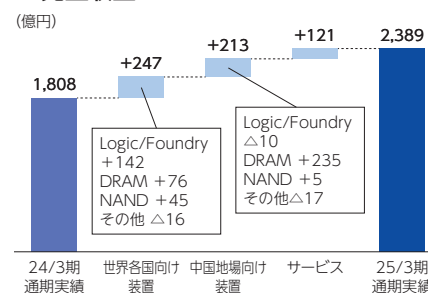 （億円）
1,808
+247
+213
+121
2,389
Logic/Foundry
+142
DRAM +76
NAND +45
その他 △16
Logic/Foundry
△10
DRAM +235
NAND +5
その他△17
24/3期
通期実績
世界各国向け
装置
中国地場向け
装置
サービス
25/3期
通期実績